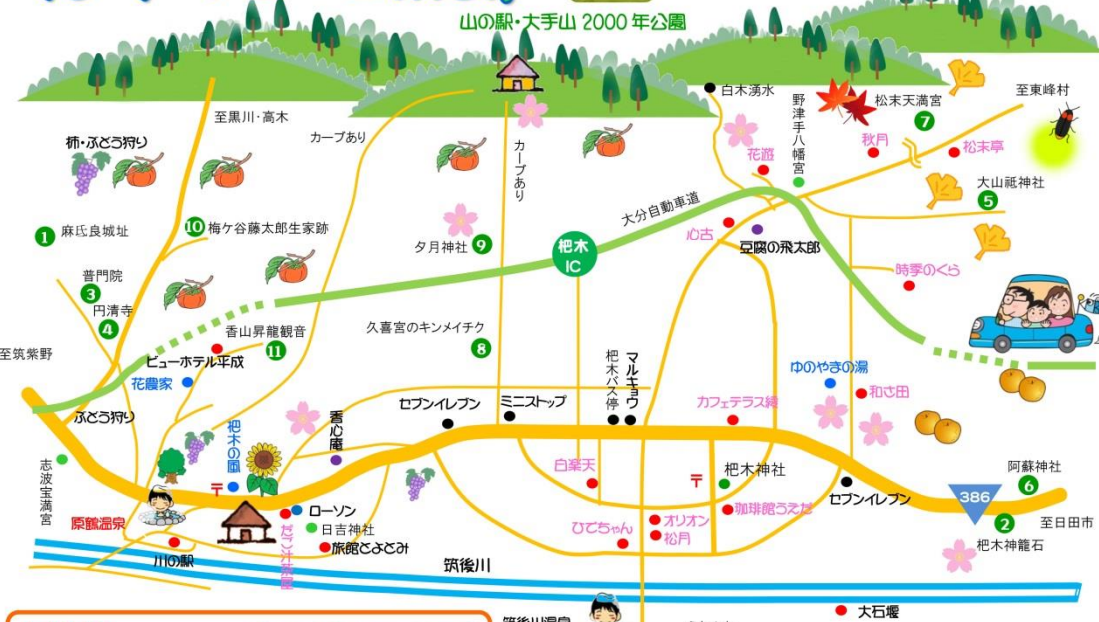 山の駅・大手山 2000 年公園
白木湧水
野津手八幡宮
松末天満宮
7
至東峰村
至黒川・高木
カーブあり
カーブあり
柿・ぶどう狩り
花遊
秋月
松末亭
大山祗神社
5
大分自動車道
1
麻氐良城址
10
梅ケ谷藤太郎生家跡
夕月神社
9
杷木
IC
心古
豆腐の飛太郎
時季のくら
普門院
3
円清寺
4
香山昇龍観音
11
久喜宮のキンメイチク
8
至筑紫野
ビューホテル平成
花農家
ぶどう狩り
杷木の風
香心庵
セブンイレブン
ミニストップ
杷木バス停
マルキョウ
カフェテラス綾
ゆのやまの湯
和さ田
志波宝満宮
〒
白楽天
〒
杷木神社
セブンイレブン
阿蘇神社
6
386
2
至日田市
杷木神籠石
原鶴温泉
ローソン
日吉神社
旅館とよとみ
川の駅
ひでちゃん
オリオン
松月
珈琲館うえだ
筑後川
大石堰
筑後川温泉